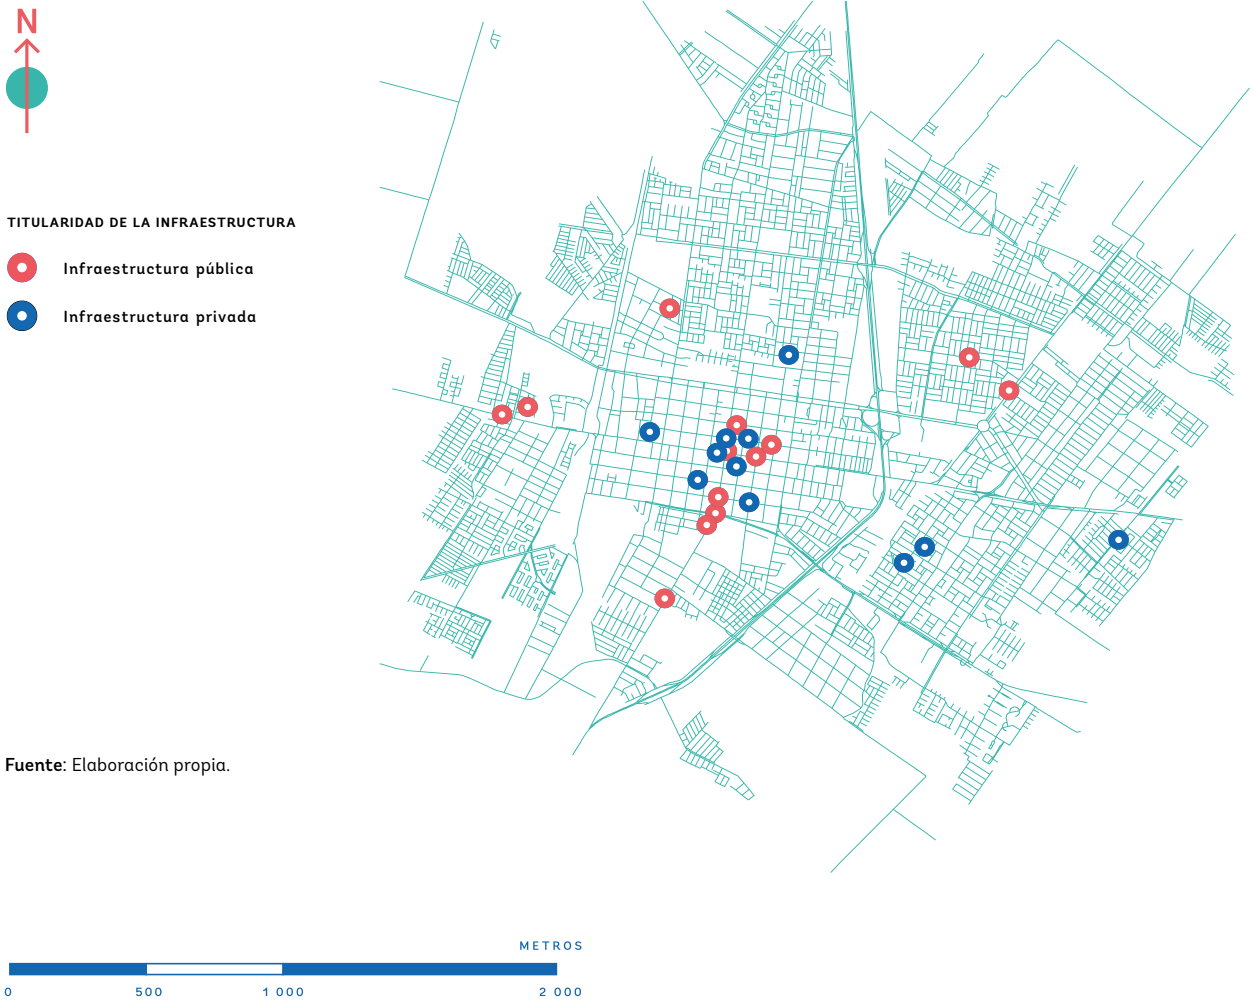 N
TITULARIDAD DE LA INFRAESTRUCTURA
Infraestructura pública
Infraestructura privada
Fuente: Elaboración propia.
METROS
0 500 1 000 2 000